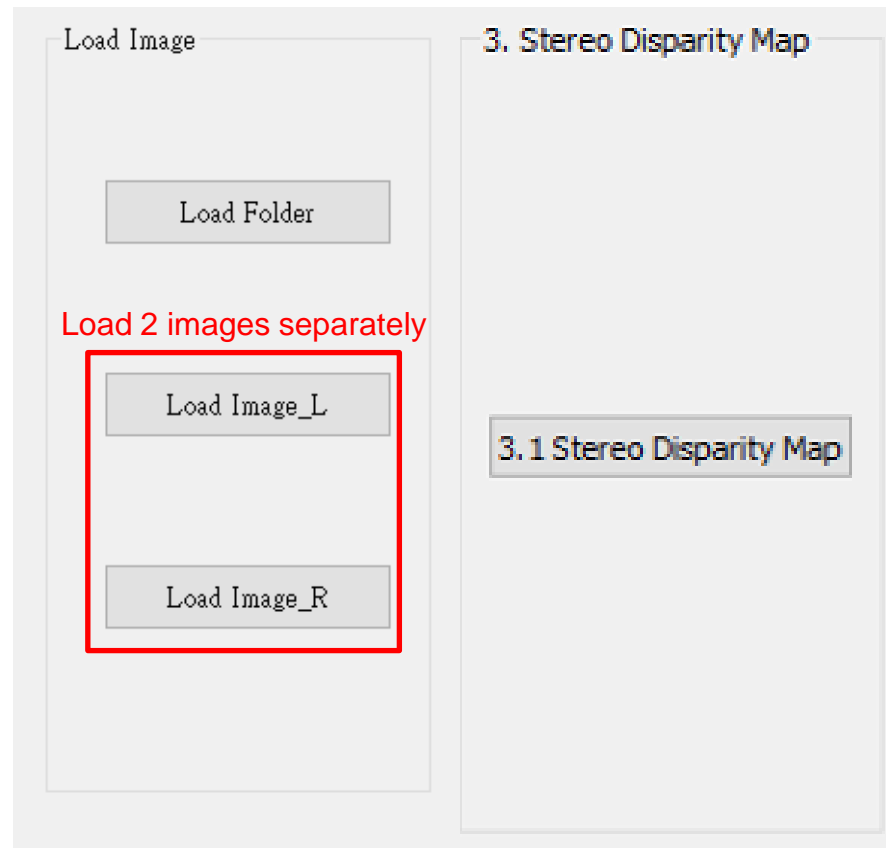 Load Image
Load Folder
Load 2 images separately
Load Image_L
Load Image_R
3. Stereo Disparity Map
3.1 Stereo Disparity Map